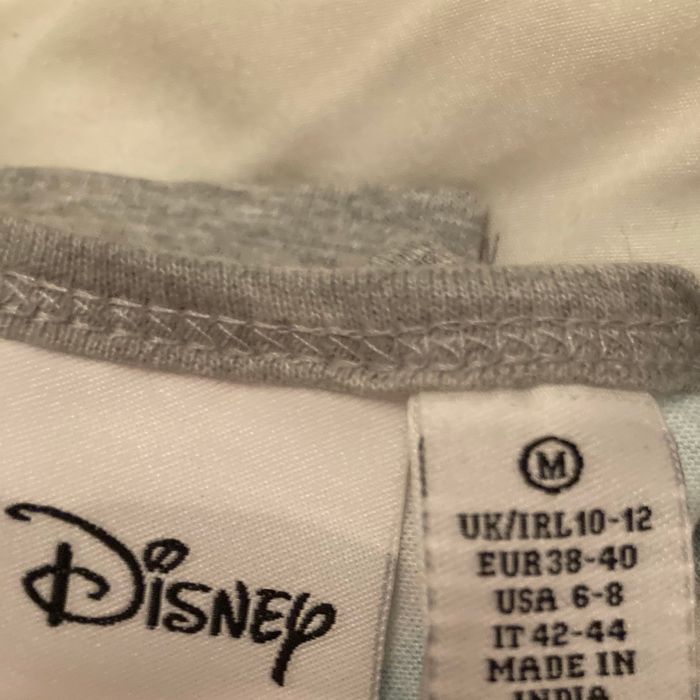 Disney
M
UK/IRL 10-12
EUR 38-40
USA 6-8
IT 42-44
MADE IN
INDIA